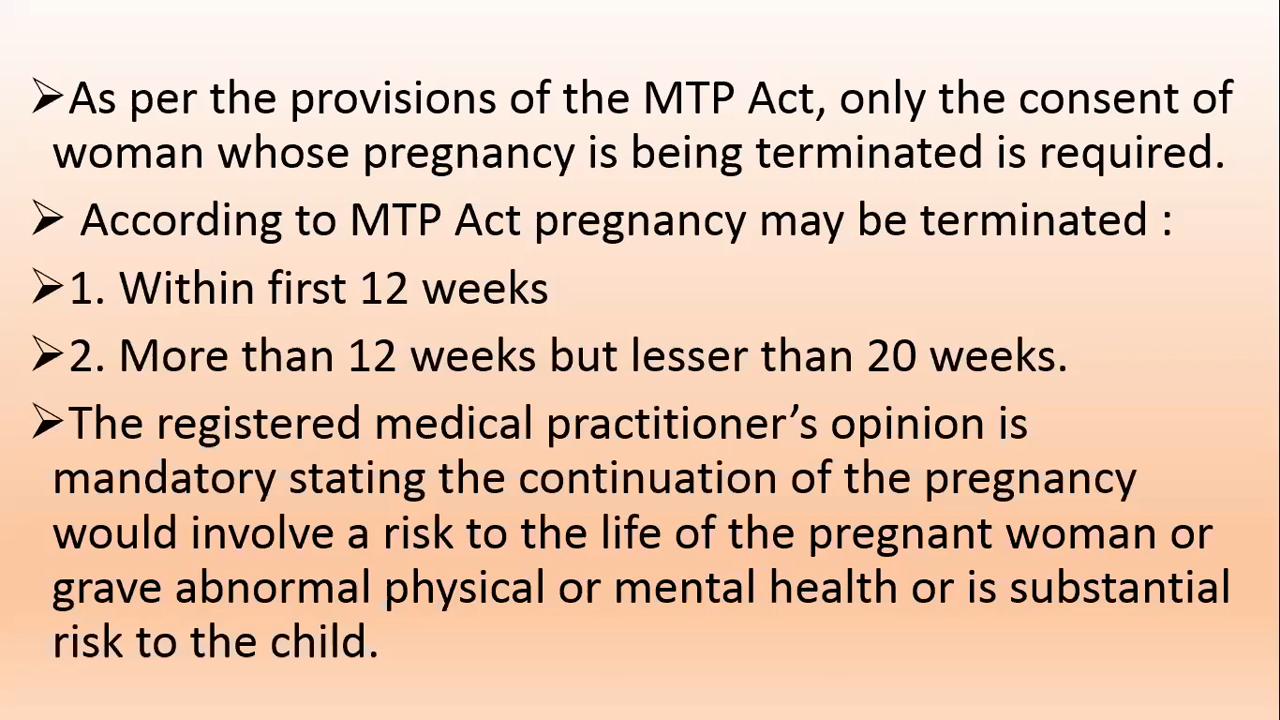 ➢As per the provisions of the MTP Act, only the consent of
woman whose pregnancy is being terminated is required.
➢ According to MTP Act pregnancy may be terminated :
➢1. Within first 12 weeks
➢2. More than 12 weeks but lesser than 20 weeks.
➢The registered medical practitioner’s opinion is
mandatory stating the continuation of the pregnancy
would involve a risk to the life of the pregnant woman or
grave abnormal physical or mental health or is substantial
risk to the child.